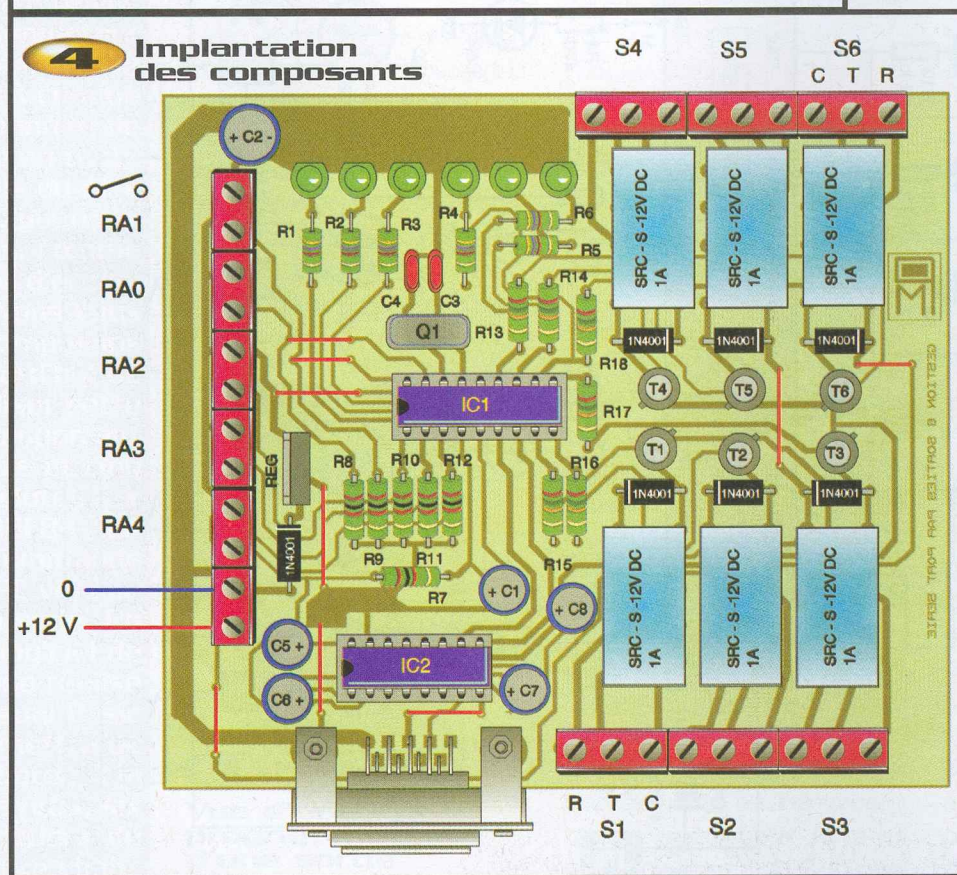 4 Implantation
des composants
S4 S5 S6
C T R
+ C2 -
RA1
RA0
RA2
RA3
RA4
0
+12 V
R1 R2 R3 R4 R6
R5
C4 C3
R14
Q1 R13
R18
IC1
R17
REG
R8 R10 R12 R16
R9 R11
R7
R15
1N4001
+ C1
+ C8
C5 +
C6 +
IC2
+ C7
SRC - S -12V DC
1A
SRC - S -12V DC
1A
SRC - S -12V DC
1A
1N4001 1N4001 1N4001
T4 T5 T6
T1 T2 T3
1N4001 1N4001 1N4001
SRC - S -12V DC
1A
SRC - S -12V DC
1A
SRC - S -12V DC
1A
GESTION 6 SORTIES PAR PORT SERIE
R T C
S1 S2 S3